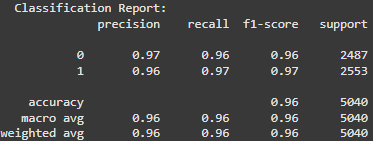 Classification Report:
precision recall f1-score support
0 0.97 0.96 0.96 2487
1 0.96 0.97 0.97 2553
accuracy 0.96 5040
macro avg 0.96 0.96 0.96 5040
weighted avg 0.96 0.96 0.96 5040